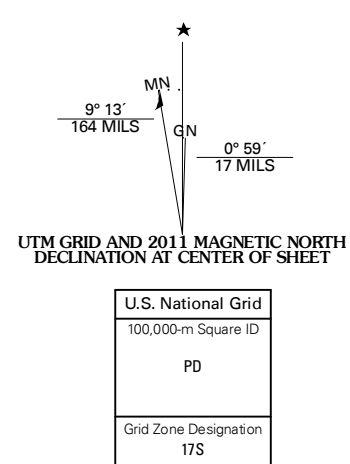 ★
MN
9° 13´
164 MILS
GN
0° 59´
17 MILS
UTM GRID AND 2011 MAGNETIC NORTH
DECLINATION AT CENTER OF SHEET
U.S. National Grid
100,000-m Square ID
PD
Grid Zone Designation
17S